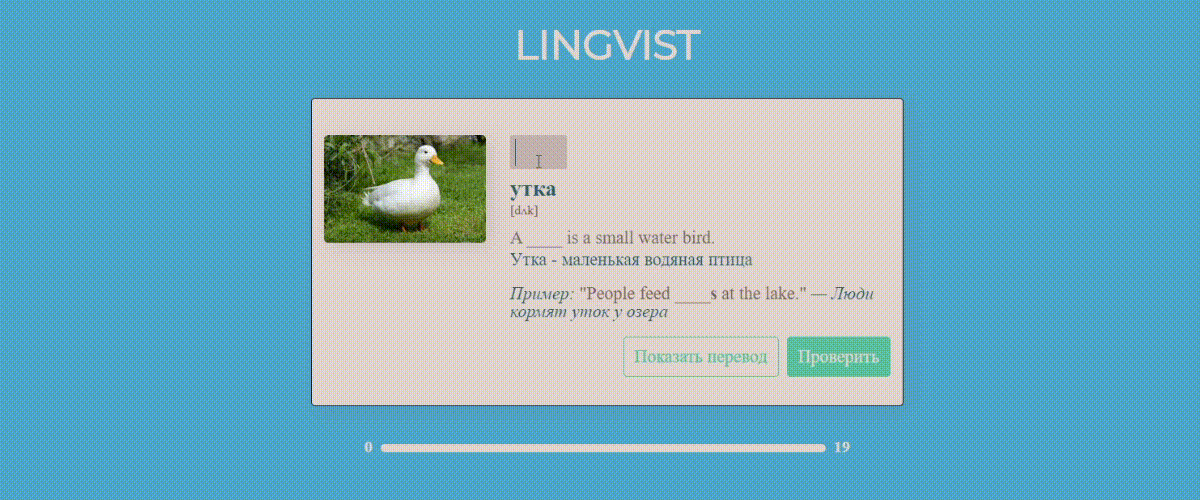 LINGVIST
утка
[dʌk]
A ____ is a small water bird.
Утка - маленькая водяная птица
Пример: "People feed ____s at the lake." — Люди
кормят уток у озера
Показать перевод Проверить
0 19